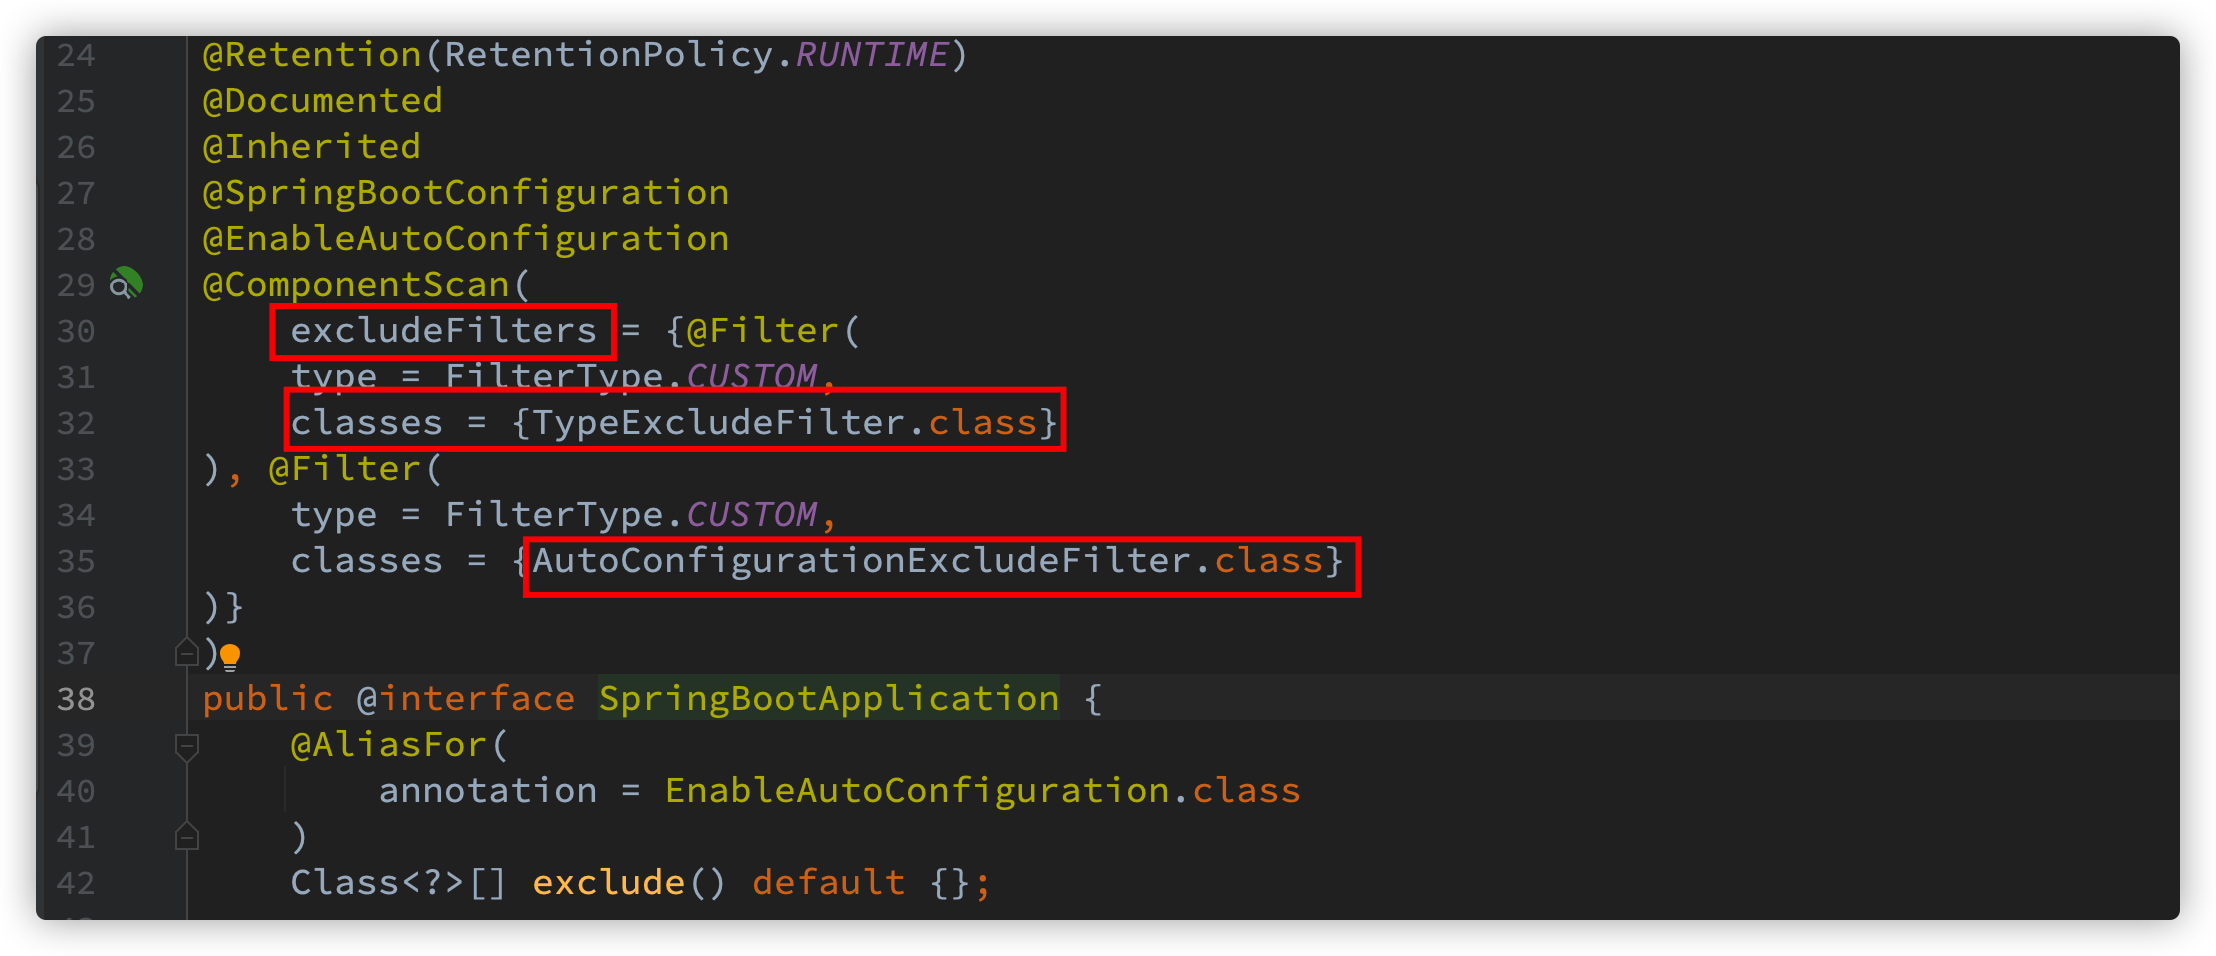 24 @Retention(RetentionPolicy.RUNTIME)
25 @Documented
26 @Inherited
27 @SpringBootConfiguration
28 @EnableAutoConfiguration
29 @ComponentScan(
30     excludeFilters = {@Filter(
31     type = FilterType.CUSTOM,
32     classes = {TypeExcludeFilter.class}
33 ), @Filter(
34     type = FilterType.CUSTOM,
35     classes = {AutoConfigurationExcludeFilter.class}
36 )}
37 )
38 public @interface SpringBootApplication {
39     @AliasFor(
40         annotation = EnableAutoConfiguration.class
41     )
42     Class<?>[] exclude() default {};